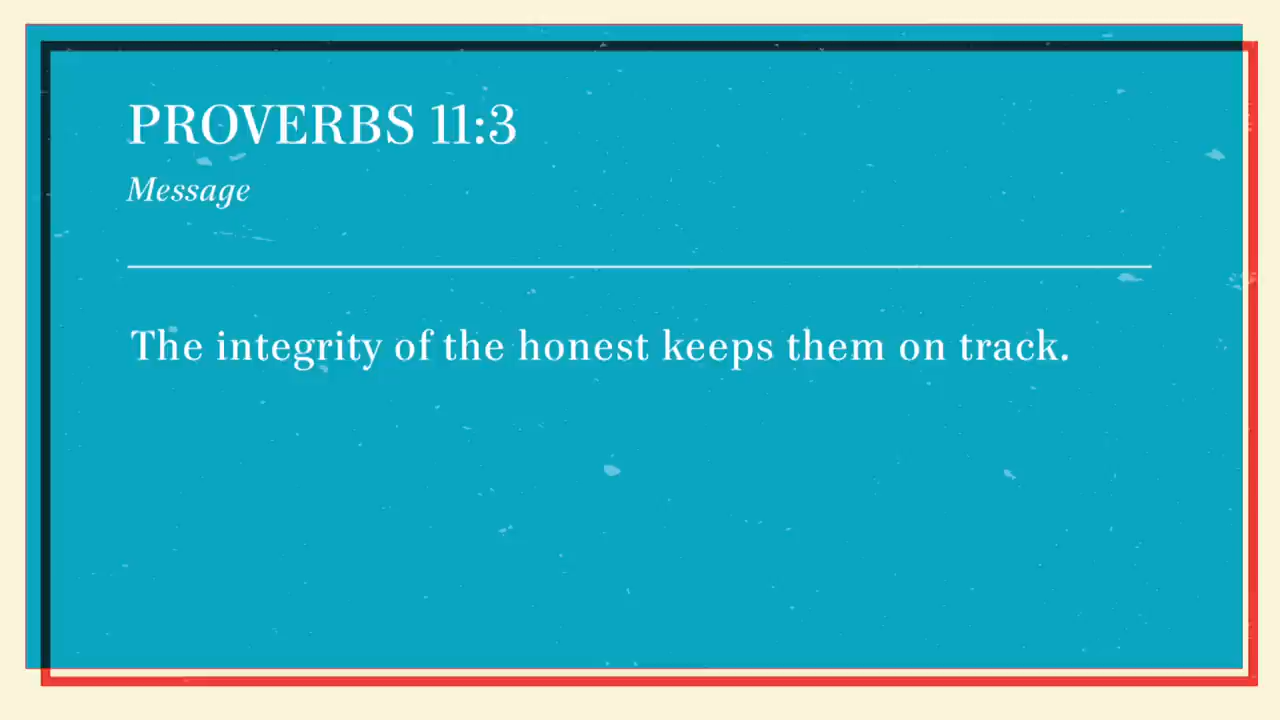 PROVERBS 11:3
Message
The integrity of the honest keeps them on track.